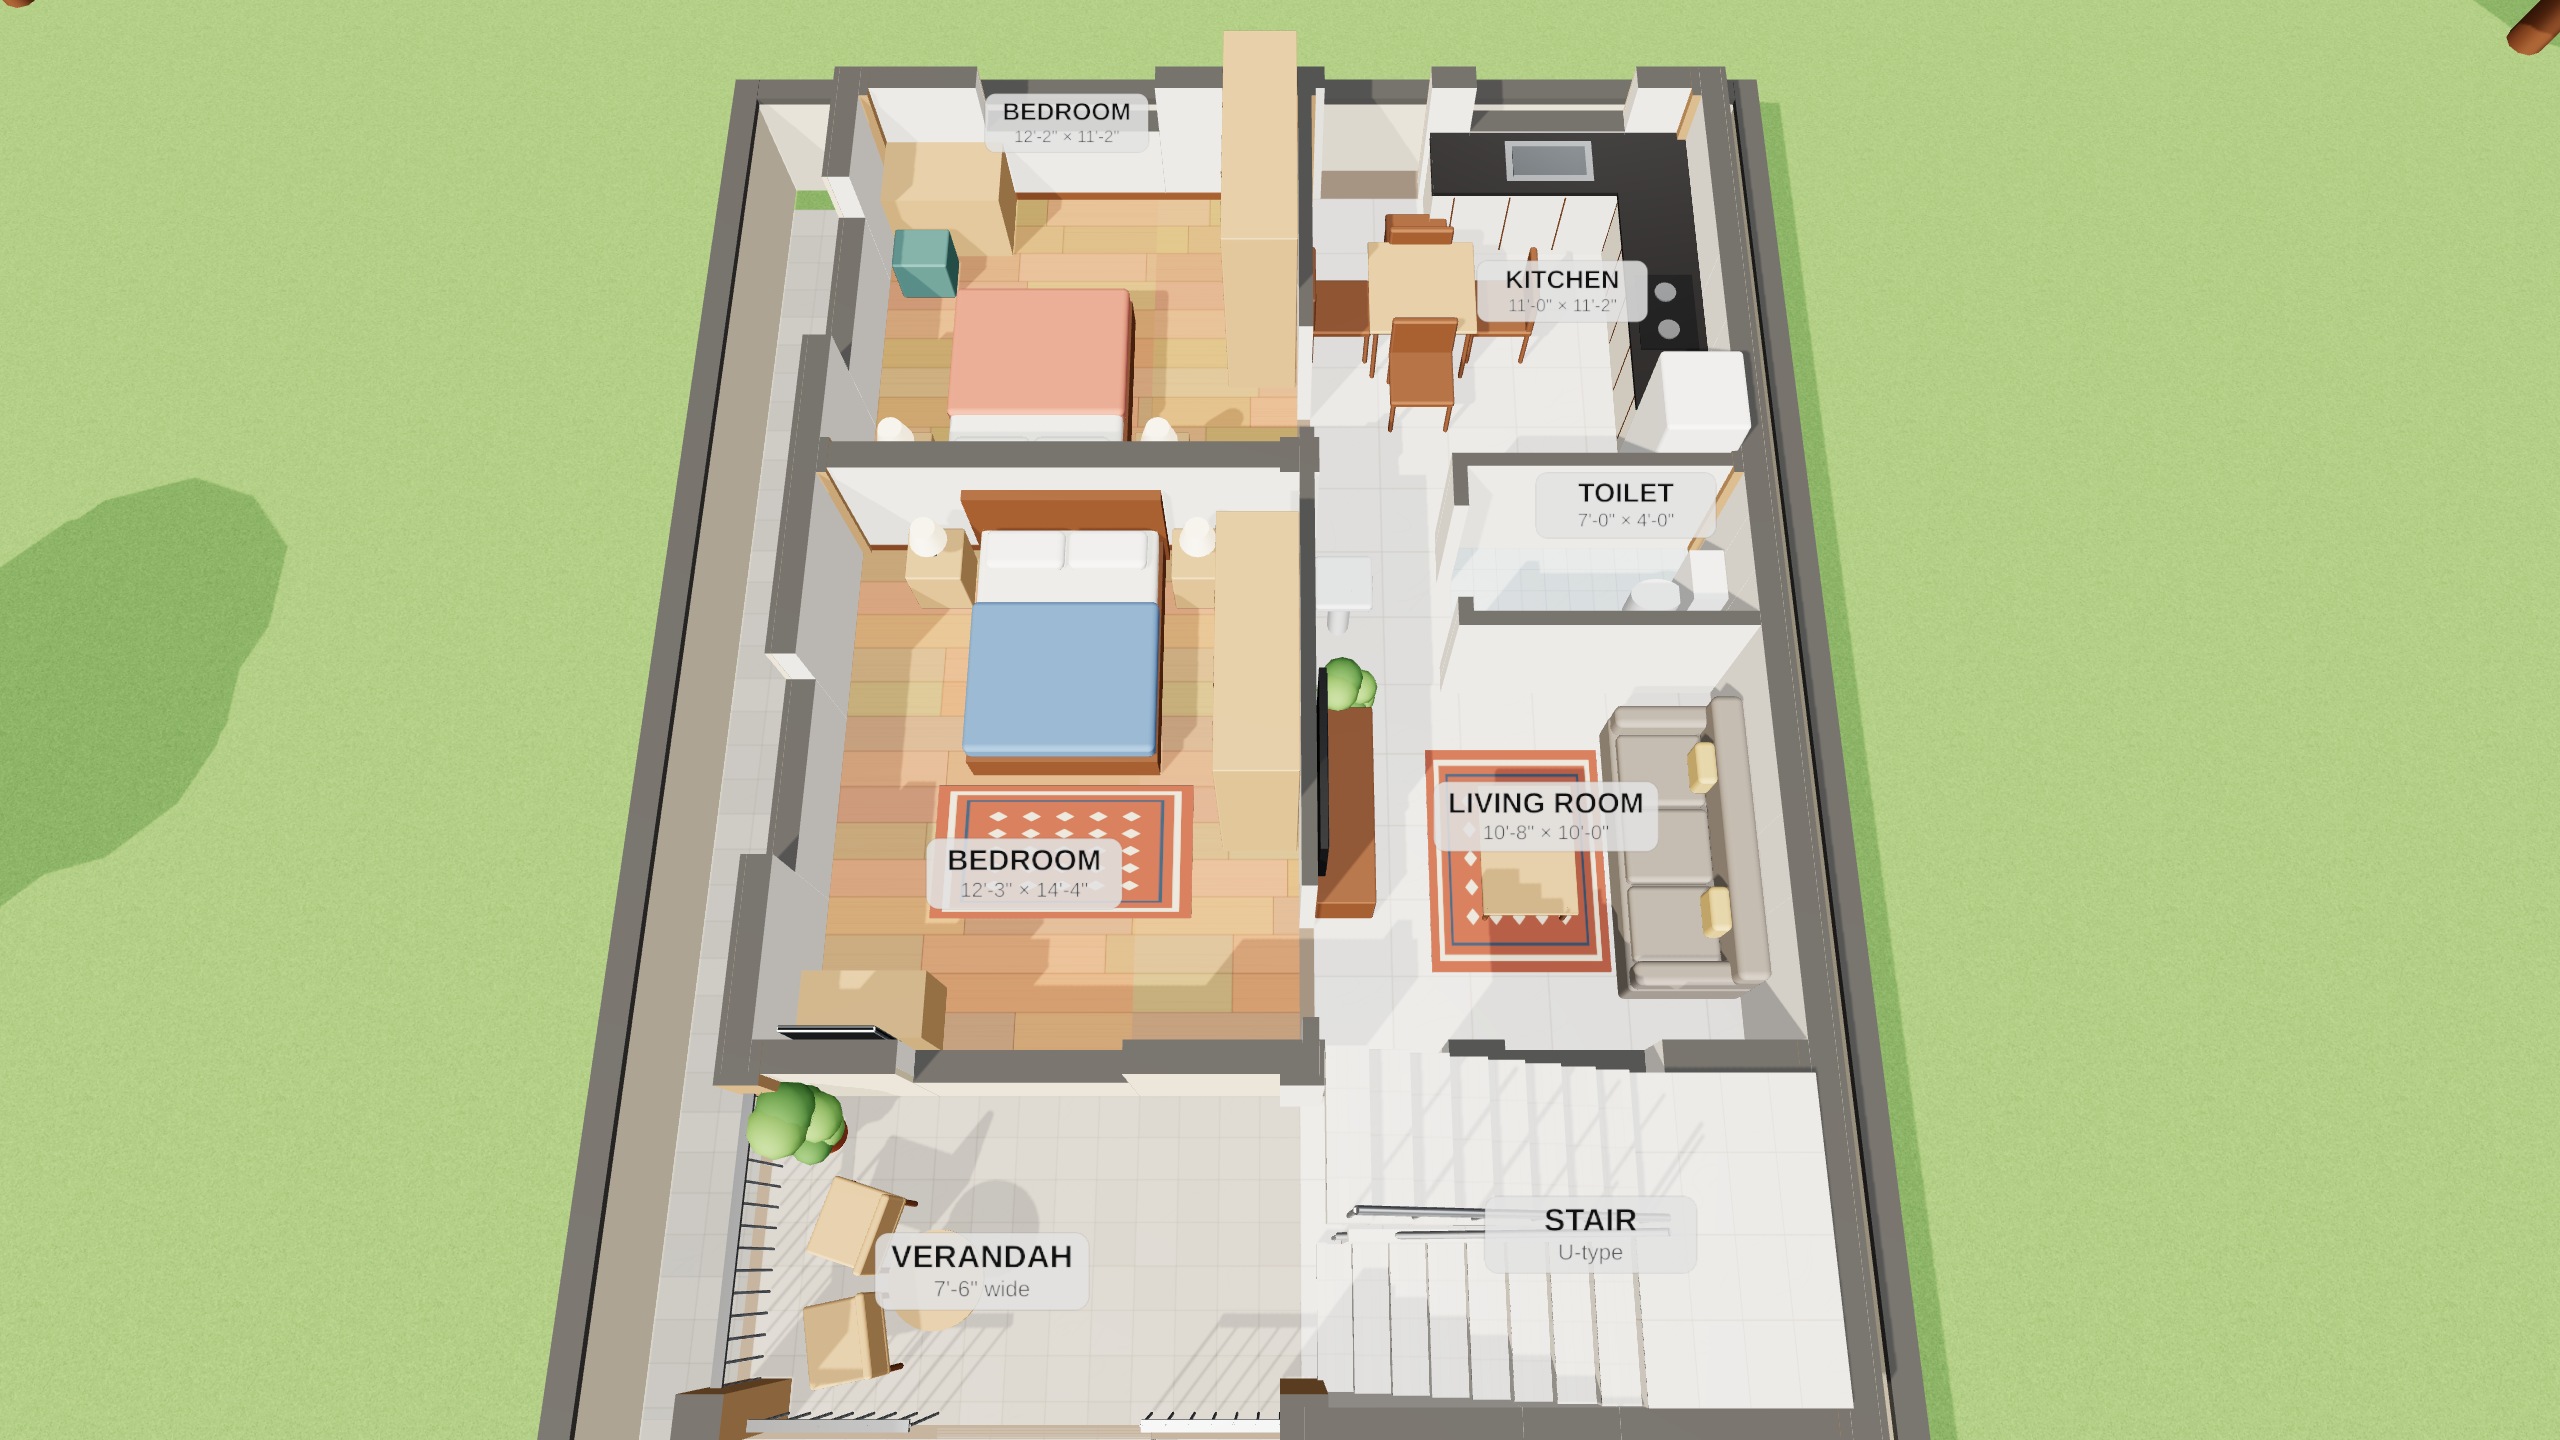 BEDROOM
12'-2" × 11'-2"
KITCHEN
11'-0" × 11'-2"
TOILET
7'-0" × 4'-0"
LIVING ROOM
10'-8" × 10'-0"
BEDROOM
12'-3" × 14'-4"
STAIR
U-type
VERANDAH
7'-6" wide